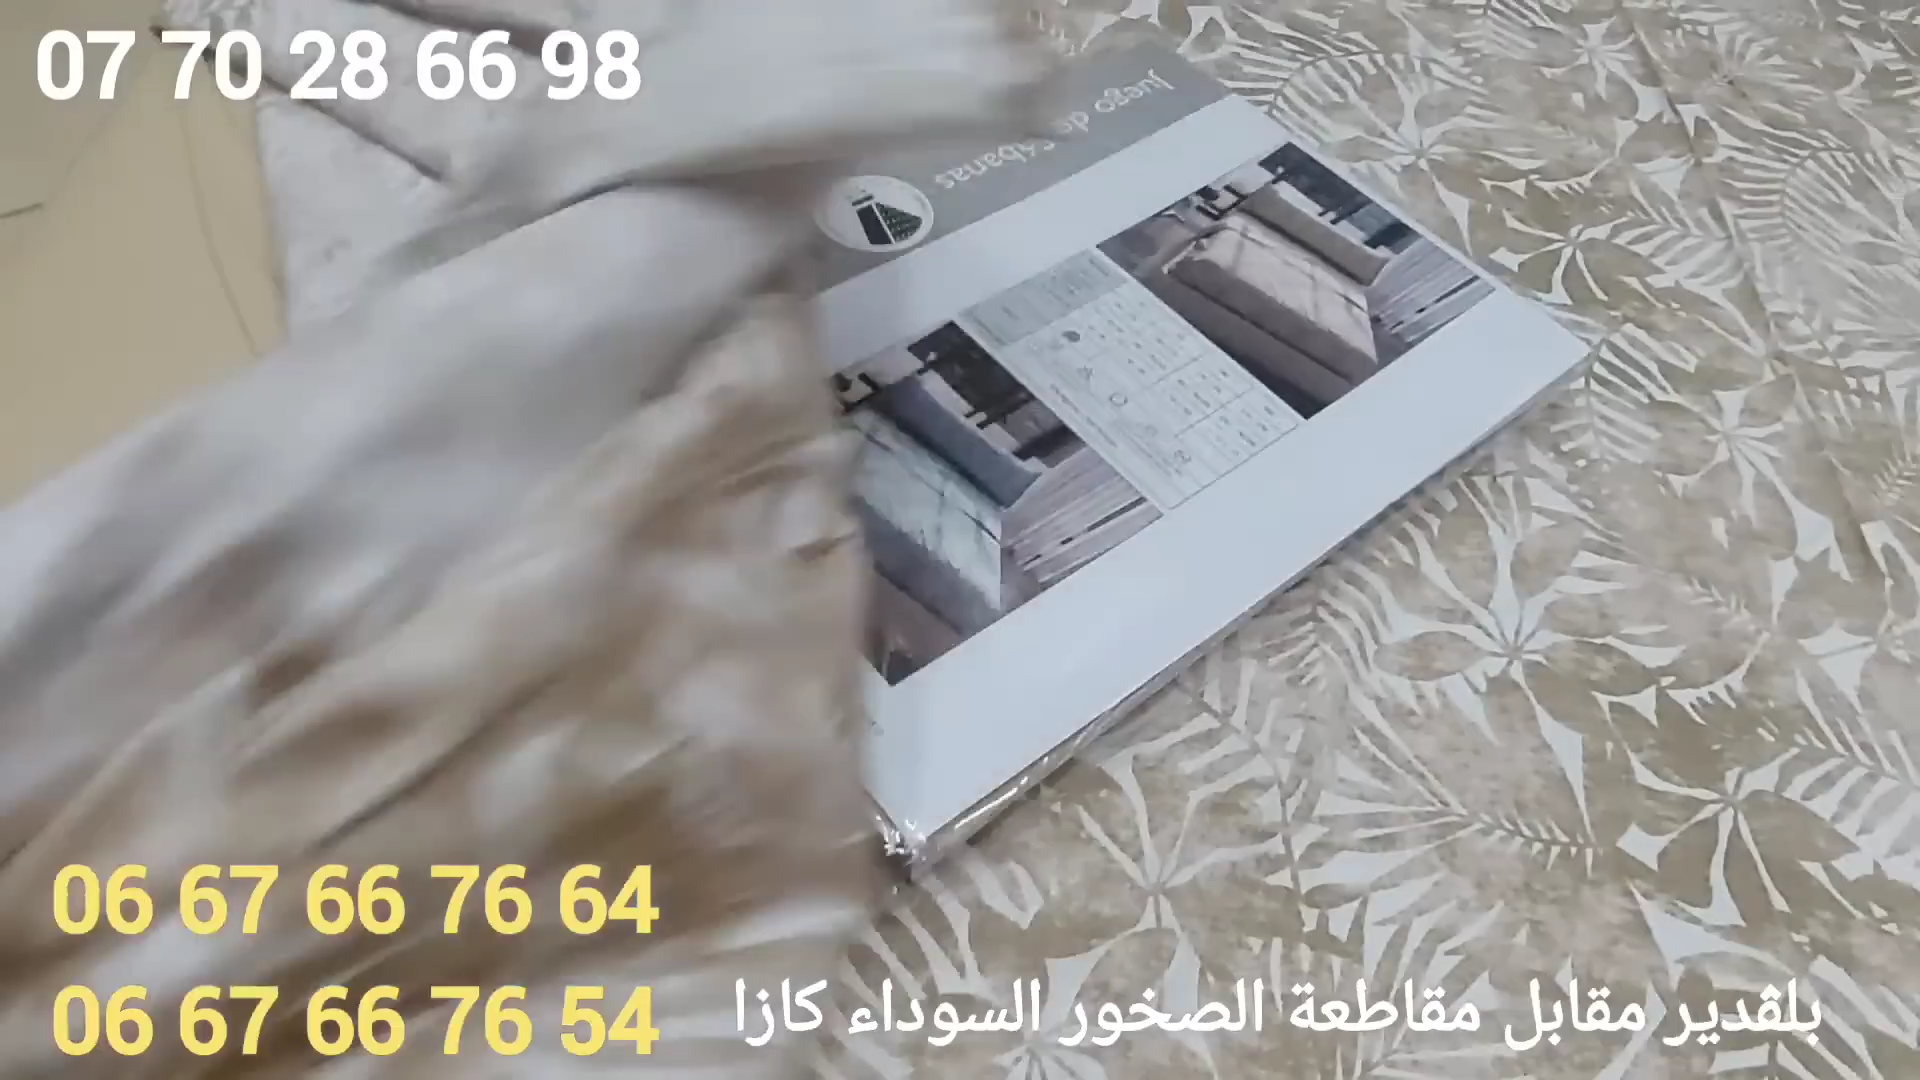 07 70 28 66 98
Juego de Sábanas
06 67 66 76 64
06 67 66 76 54
بلڤدير مقابل مقاطعة الصخور السوداء كازا